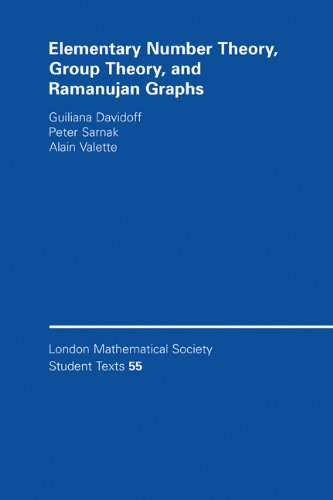 Elementary Number Theory,
Group Theory, and
Ramanujan Graphs
Guiliana Davidoff
Peter Sarnak
Alain Valette
London Mathematical Society
Student Texts 55